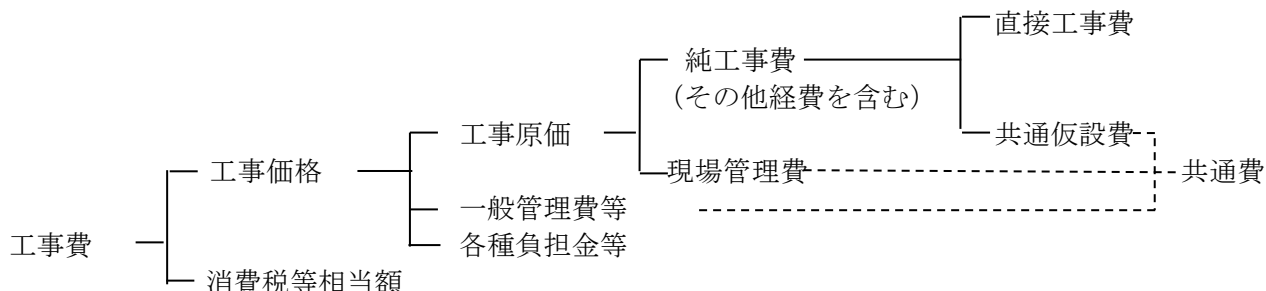 直接工事費
純工事費
（その他経費を含む）
工事原価
共通仮設費
工事価格
現場管理費
共通費
一般管理費等
工事費
各種負担金等
消費税等相当額